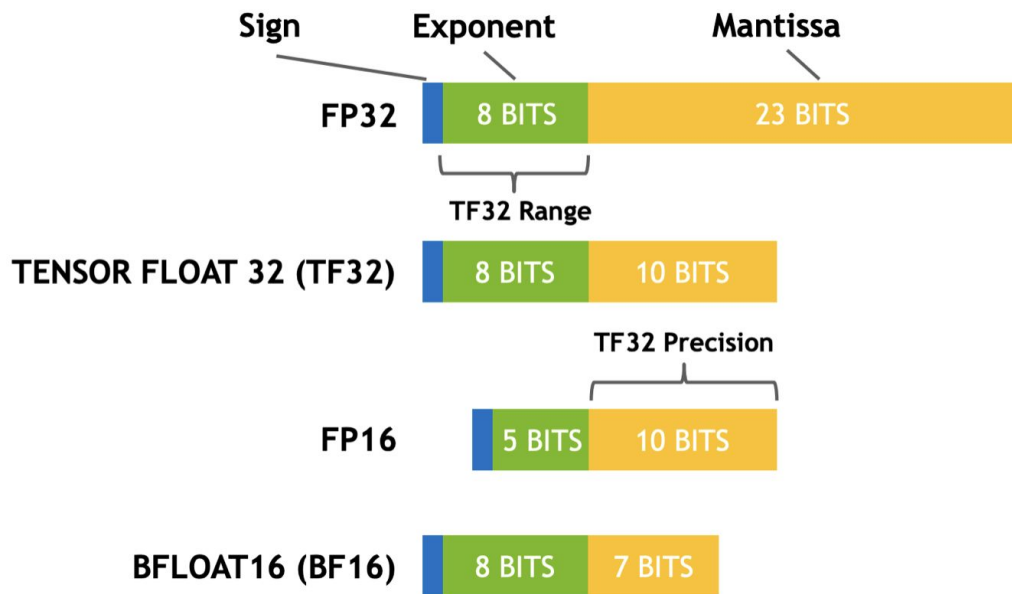 Sign Exponent Mantissa
FP32 8 BITS 23 BITS
TF32 Range
TENSOR FLOAT 32 (TF32) 8 BITS 10 BITS
TF32 Precision
FP16 5 BITS 10 BITS
BFLOAT16 (BF16) 8 BITS 7 BITS